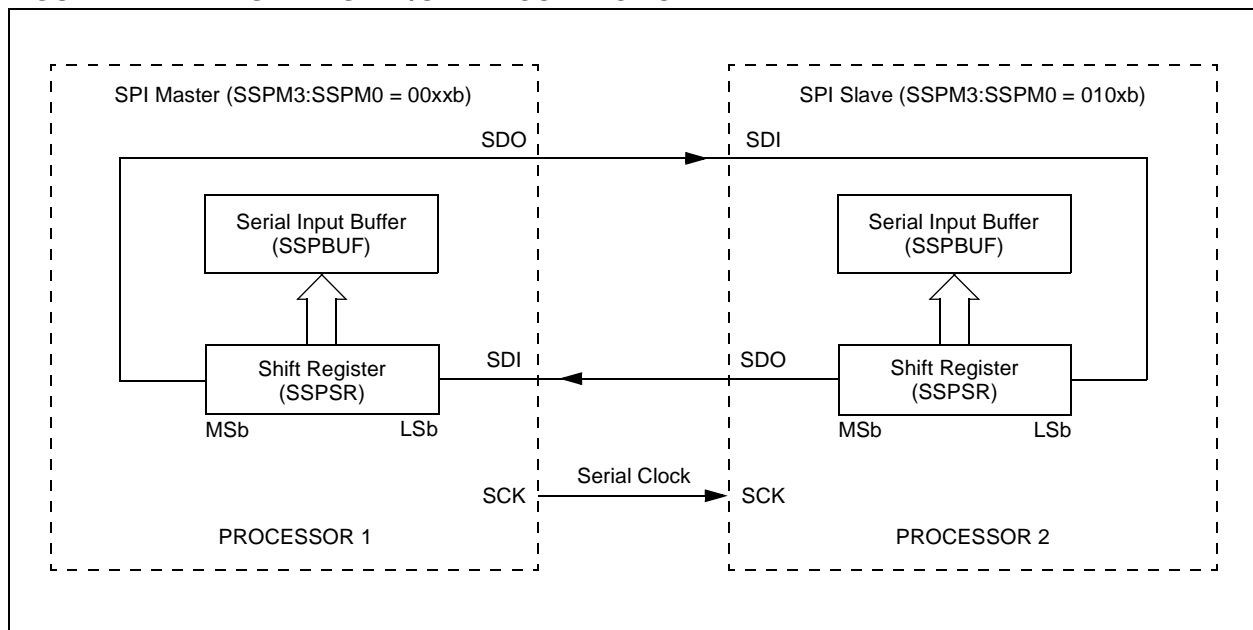 SPI Master (SSPM3:SSPM0 = 00xxb)
SPI Slave (SSPM3:SSPM0 = 010xb)
SDO
SDI
Serial Input Buffer
(SSPBUF)
Serial Input Buffer
(SSPBUF)
SDI
SDO
Shift Register
(SSPSR)
Shift Register
(SSPSR)
MSb
LSb
MSb
LSb
Serial Clock
SCK
SCK
PROCESSOR 1
PROCESSOR 2